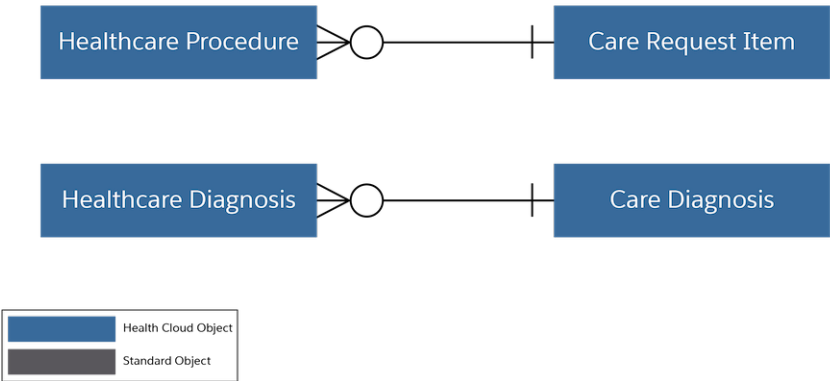 Healthcare Procedure
Care Request Item
Healthcare Diagnosis
Care Diagnosis
Health Cloud Object
Standard Object